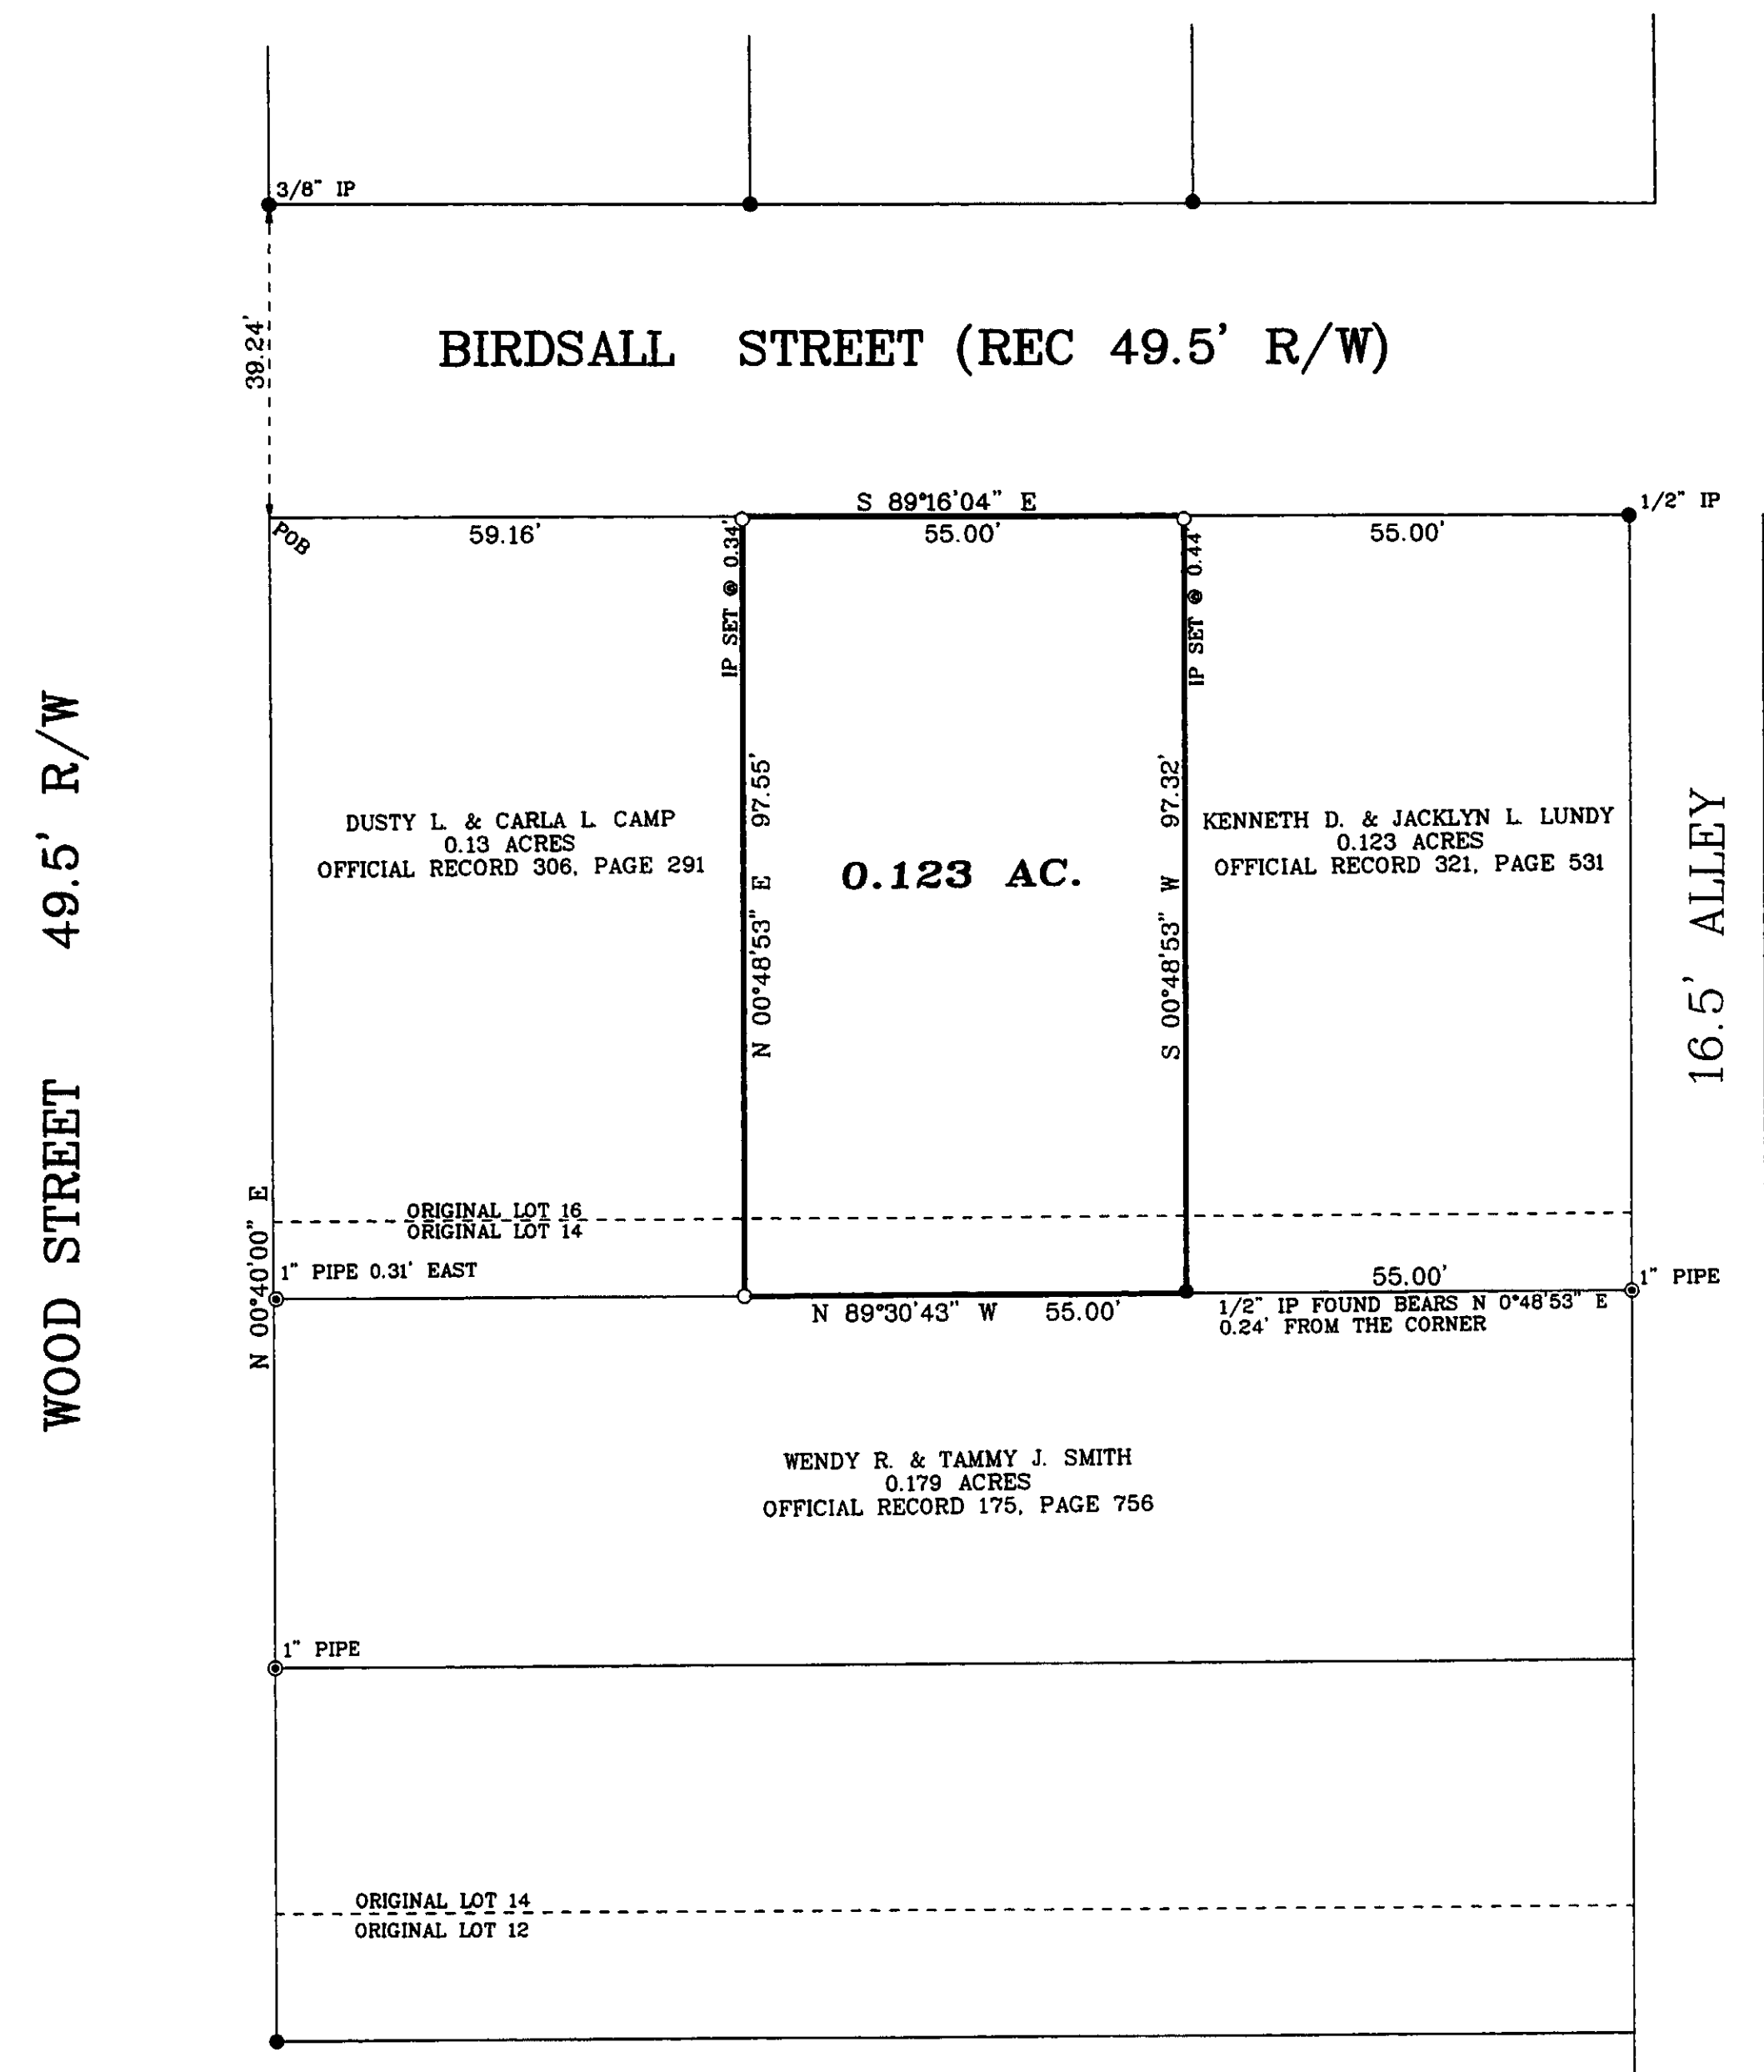 3/8" IP
39.24'
BIRDSALL STREET (REC 49.5' R/W)
S 89°16'04" E
1/2" IP
POB
59.16'
55.00'
55.00'
IP SET @ 0.34'
IP SET @ 0.44'
WOOD STREET 49.5' R/W
N 00°48'53" E 97.55'
S 00°48'53" W 97.32'
DUSTY L. & CARLA L. CAMP
0.13 ACRES
OFFICIAL RECORD 306, PAGE 291
0.123 AC.
KENNETH D. & JACKLYN L. LUNDY
0.123 ACRES
OFFICIAL RECORD 321, PAGE 531
16.5' ALLEY
N 00°40'00" E
ORIGINAL LOT 16
ORIGINAL LOT 14
1" PIPE 0.31' EAST
55.00'
1" PIPE
N 89°30'43" W 55.00'
1/2" IP FOUND BEARS N 0°48'53" E
0.24' FROM THE CORNER
WENDY R. & TAMMY J. SMITH
0.179 ACRES
OFFICIAL RECORD 175, PAGE 756
1" PIPE
ORIGINAL LOT 14
ORIGINAL LOT 12